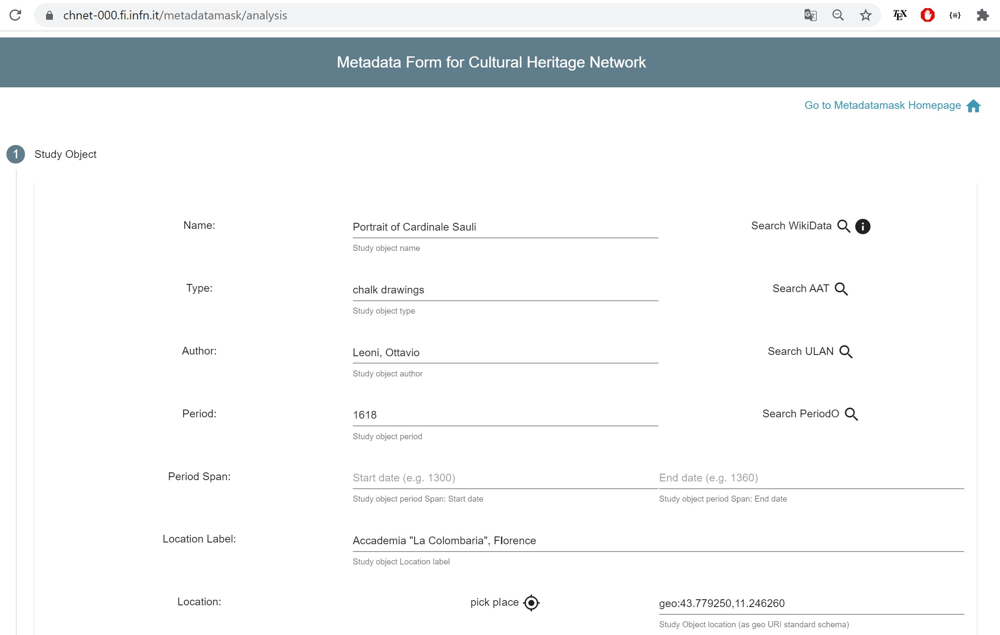 chnet-000.fi.infn.it/metadatamask/analysis
TEX
{=}
Metadata Form for Cultural Heritage Network
Go to Metadatamask Homepage
1 Study Object
Name: Portrait of Cardinale Sauli Search WikiData i
Study object name
Type: chalk drawings Search AAT
Study object type
Author: Leoni, Ottavio Search ULAN
Study object author
Period: 1618 Search PeriodO
Study object period
Period Span: Start date (e.g. 1300) End date (e.g. 1360)
Study object period Span: Start date Study object period Span: End date
Location Label: Accademia "La Colombaria", Florence
Study object Location label
Location: pick place geo:43.779250,11.246260
Study Object location (as geo URI standard schema)